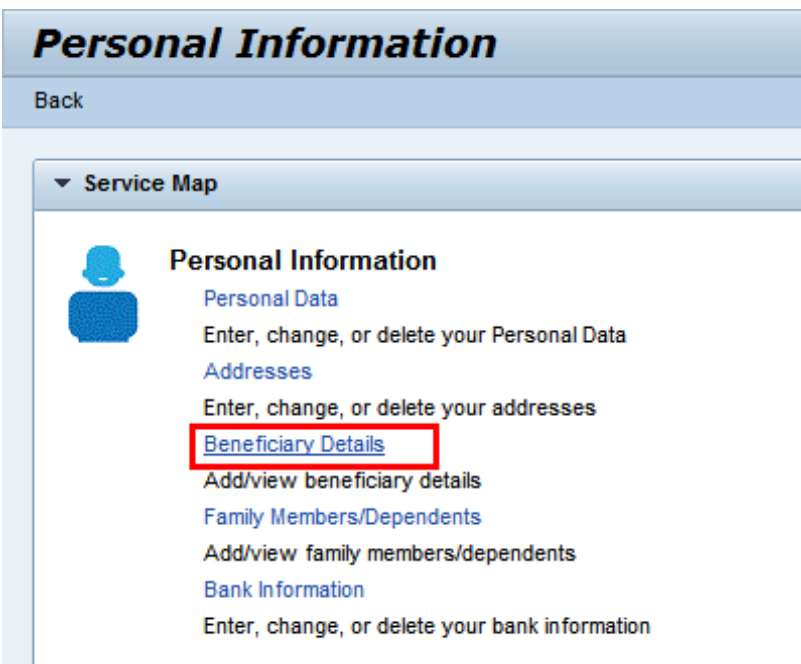 Personal Information
Back
Service Map
Personal Information
Personal Data
Enter, change, or delete your Personal Data
Addresses
Enter, change, or delete your addresses
Beneficiary Details
Add/view beneficiary details
Family Members/Dependents
Add/view family members/dependents
Bank Information
Enter, change, or delete your bank information